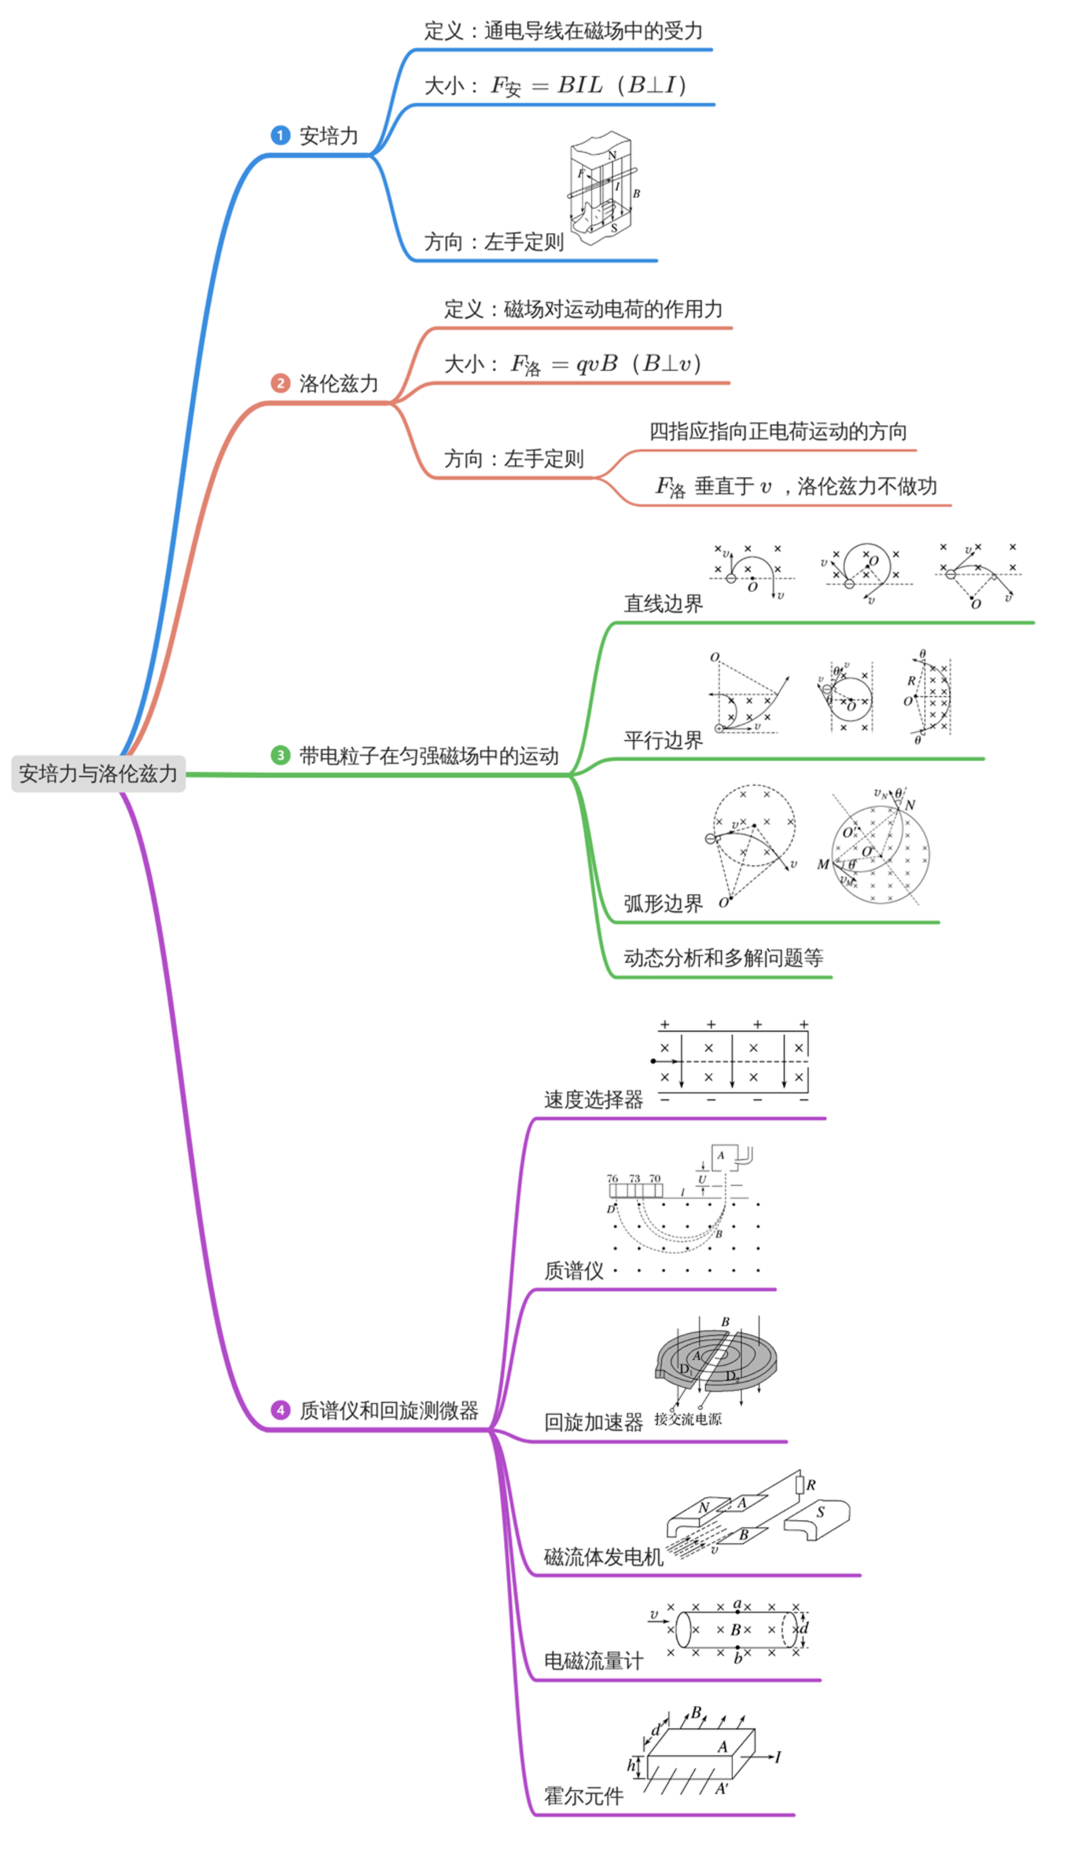 定义：通电导线在磁场中的受力
大小： F安 = BIL（B⊥I）
N
F
I
B
S
方向：左手定则
1 安培力
定义：磁场对运动电荷的作用力
大小： F洛 = qvB（B⊥v）
2 洛伦兹力
四指应指向正电荷运动的方向
方向：左手定则
F洛 垂直于 v ，洛伦兹力不做功
v O v
v O v
v O v
直线边界
O v
θ v v θ O
θ R O θ
平行边界
3 带电粒子在匀强磁场中的运动
安培力与洛伦兹力
v v O
vN θ N O' O M θ vM
弧形边界
动态分析和多解问题等
+ + + +
− − − −
速度选择器
A
U
76 73 70
l
D
B
质谱仪
B
A
D1 D2
接交流电源
回旋加速器
4 质谱仪和回旋测微器
R
N A S
B
v
磁流体发电机
a
v
B d
b
电磁流量计
B
d
A
I
h
A'
霍尔元件